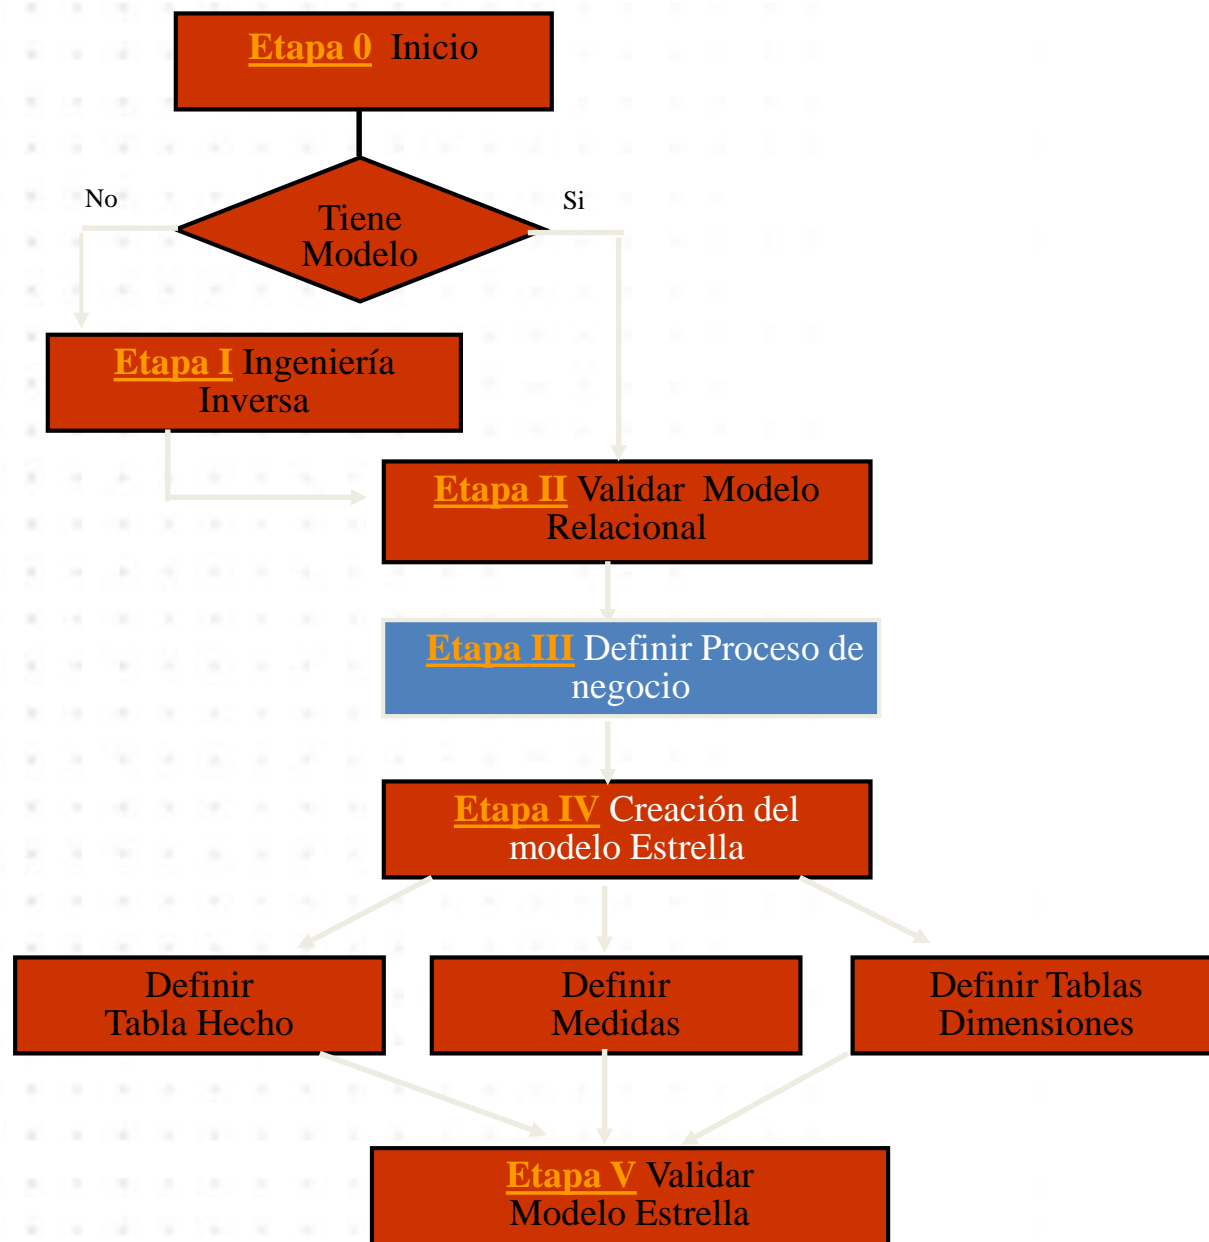 Etapa 0 Inicio
No
Si
Tiene
Modelo
Etapa I Ingeniería
Inversa
Etapa II Validar Modelo
Relacional
Etapa III Definir Proceso de
negocio
Etapa IV Creación del
modelo Estrella
Definir
Tabla Hecho
Definir
Medidas
Definir Tablas
Dimensiones
Etapa V Validar
Modelo Estrella